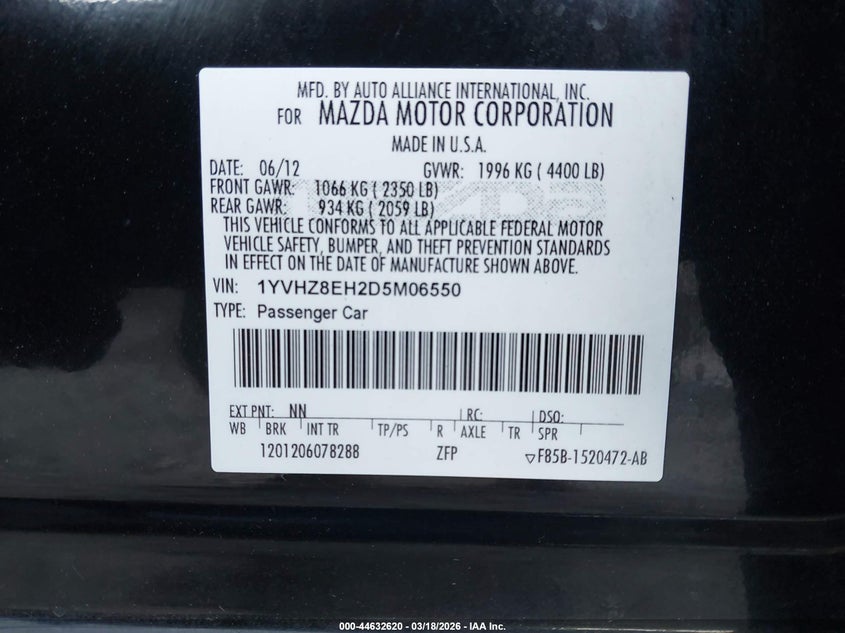 MFD. BY AUTO ALLIANCE INTERNATIONAL, INC.
FOR MAZDA MOTOR CORPORATION
MADE IN U.S.A.
DATE: 06/12 GVWR: 1996 KG ( 4400 LB)
FRONT GAWR: 1066 KG ( 2350 LB)
REAR GAWR: 934 KG ( 2059 LB)
THIS VEHICLE CONFORMS TO ALL APPLICABLE FEDERAL MOTOR
VEHICLE SAFETY, BUMPER, AND THEFT PREVENTION STANDARDS
IN EFFECT ON THE DATE OF MANUFACTURE SHOWN ABOVE.
VIN: 1YVHZ8EH2D5M06550
TYPE: Passenger Car
EXT PNT: NN RC: DSO:
WB BRK INT TR TP/PS R AXLE TR SPR
1201206078288 ZFP ▽F85B-1520472-AB
000-44632620 — 03/18/2026 — IAA Inc.